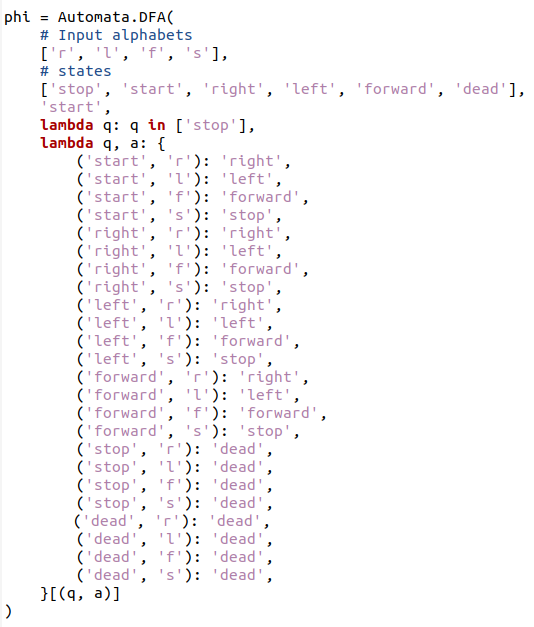 phi = Automata.DFA(
    # Input alphabets
    ['r', 'l', 'f', 's'],
    # states
    ['stop', 'start', 'right', 'left', 'forward', 'dead'],
    'start',
    lambda q: q in ['stop'],
    lambda q, a: {
        ('start', 'r'): 'right',
        ('start', 'l'): 'left',
        ('start', 'f'): 'forward',
        ('start', 's'): 'stop',
        ('right', 'r'): 'right',
        ('right', 'l'): 'left',
        ('right', 'f'): 'forward',
        ('right', 's'): 'stop',
        ('left', 'r'): 'right',
        ('left', 'l'): 'left',
        ('left', 'f'): 'forward',
        ('left', 's'): 'stop',
        ('forward', 'r'): 'right',
        ('forward', 'l'): 'left',
        ('forward', 'f'): 'forward',
        ('forward', 's'): 'stop',
        ('stop', 'r'): 'dead',
        ('stop', 'l'): 'dead',
        ('stop', 'f'): 'dead',
        ('stop', 's'): 'dead',
        ('dead', 'r'): 'dead',
        ('dead', 'l'): 'dead',
        ('dead', 'f'): 'dead',
        ('dead', 's'): 'dead',
    }[(q, a)]
)